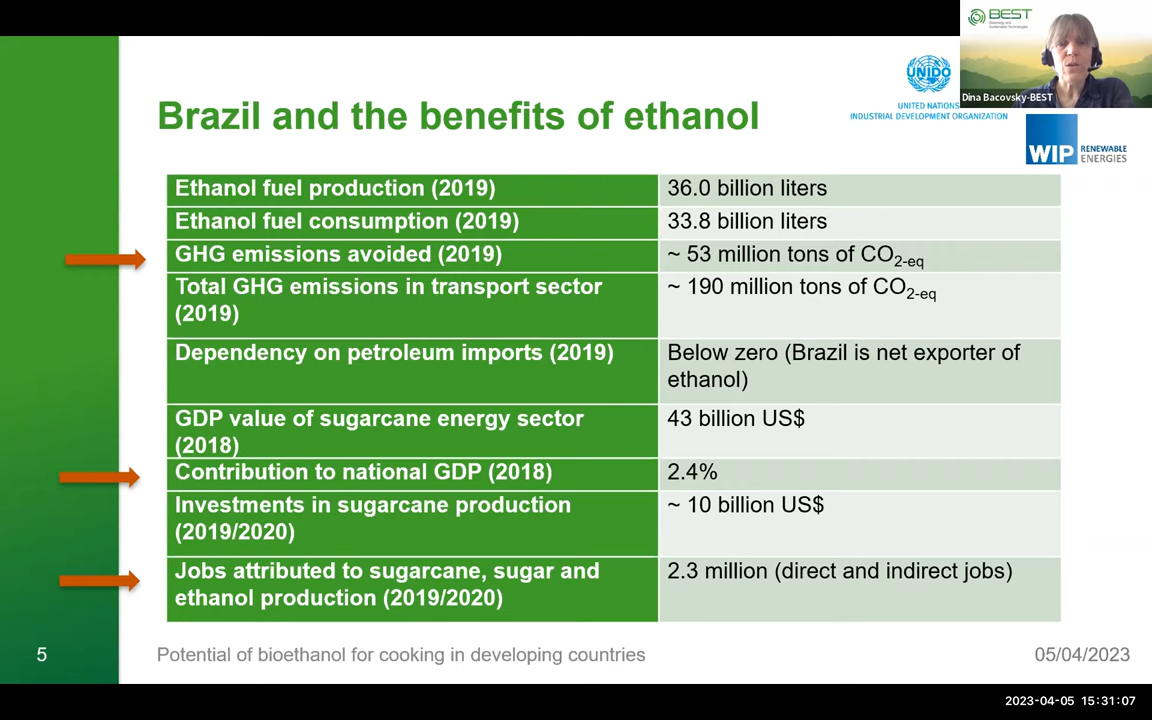 BEST
Dina Bacovsky-BEST
UNIDO
UNITED NATIONS
INDUSTRIAL DEVELOPMENT ORGANIZATION
WIP RENEWABLE
ENERGIES
Brazil and the benefits of ethanol
Ethanol fuel production (2019) 36.0 billion liters
Ethanol fuel consumption (2019) 33.8 billion liters
GHG emissions avoided (2019) ~ 53 million tons of CO2-eq
Total GHG emissions in transport sector ~ 190 million tons of CO2-eq
(2019)
Dependency on petroleum imports (2019) Below zero (Brazil is net exporter of
ethanol)
GDP value of sugarcane energy sector 43 billion US$
(2018)
Contribution to national GDP (2018) 2.4%
Investments in sugarcane production ~ 10 billion US$
(2019/2020)
Jobs attributed to sugarcane, sugar and 2.3 million (direct and indirect jobs)
ethanol production (2019/2020)
5 Potential of bioethanol for cooking in developing countries 05/04/2023
2023-04-05 15:31:07